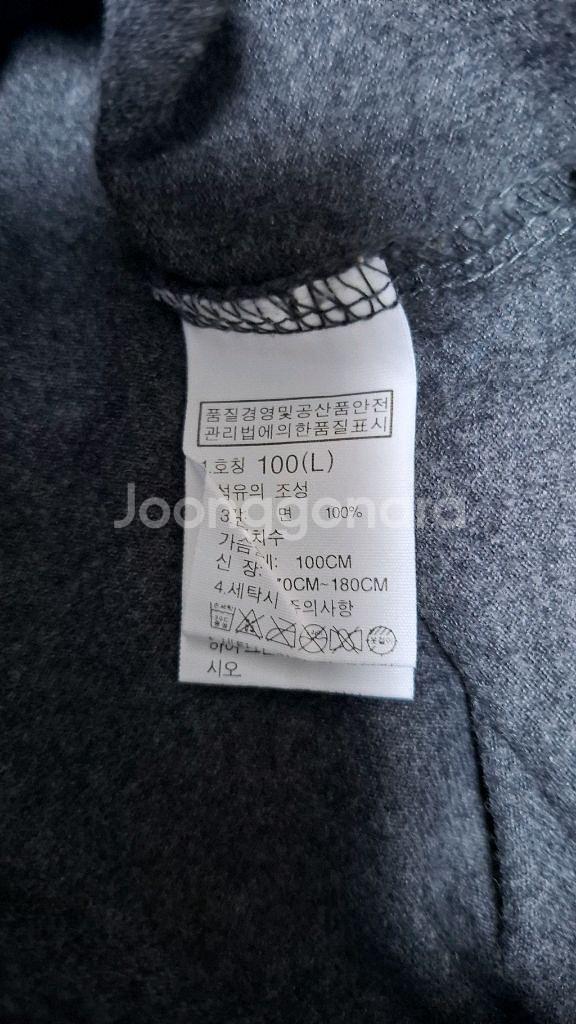 품질경영및공산품안전
관리법에의한품질표시
1.호칭 100(L)
섬유의 조성
면 100%
치수
100CM
신 장: 70CM~180CM
4.세탁시 주의사항
시오
Joonggonara